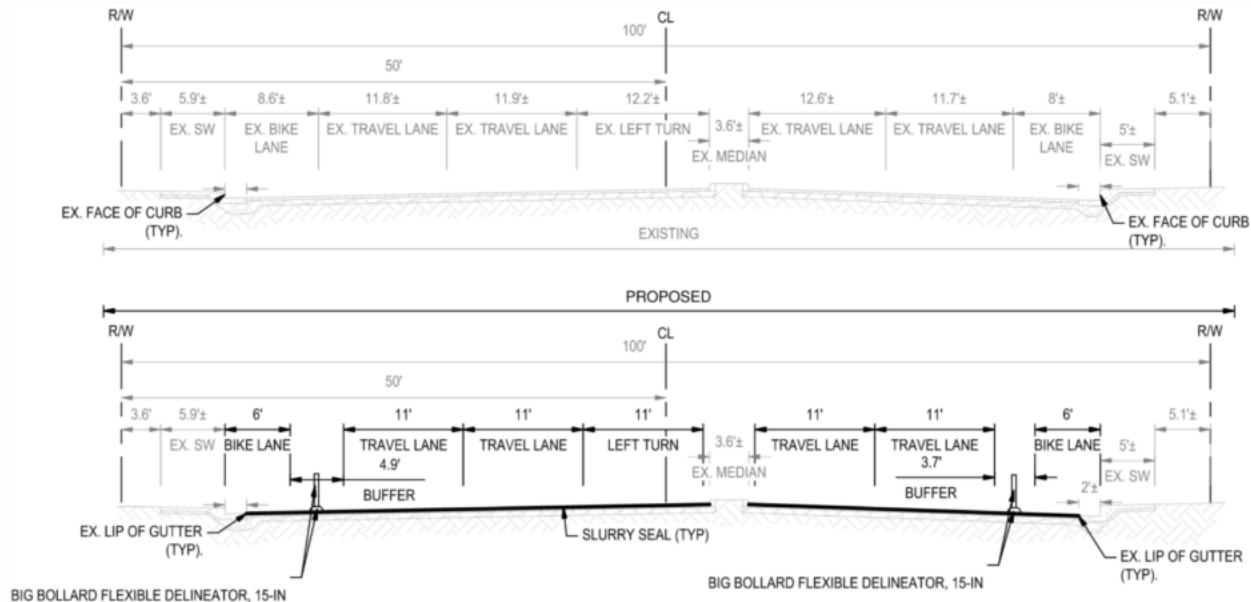 R/W
CL
R/W
100'
50'
3.6'
5.9'±
8.6'±
11.8'±
11.9'±
12.2'±
3.6'±
12.6'±
11.7'±
8'±
5'±
5.1'±
EX. SW
EX. BIKE
LANE
EX. TRAVEL LANE
EX. TRAVEL LANE
EX. LEFT TURN
EX. MEDIAN
EX. TRAVEL LANE
EX. TRAVEL LANE
EX. BIKE
LANE
EX. SW
EX. FACE OF CURB
(TYP).
EX. FACE OF CURB
(TYP).
EXISTING
PROPOSED
R/W
CL
R/W
100'
50'
3.6'
5.9'±
6'
11'
11'
11'
3.6'±
11'
11'
6'
5'±
5.1'±
EX. SW
BIKE LANE
TRAVEL LANE
TRAVEL LANE
LEFT TURN
EX. MEDIAN
TRAVEL LANE
TRAVEL LANE
BIKE LANE
EX. SW
4.9'
BUFFER
3.7'
BUFFER
2'±
EX. LIP OF GUTTER
(TYP).
SLURRY SEAL (TYP)
EX. LIP OF GUTTER
(TYP).
BIG BOLLARD FLEXIBLE DELINEATOR, 15-IN
BIG BOLLARD FLEXIBLE DELINEATOR, 15-IN